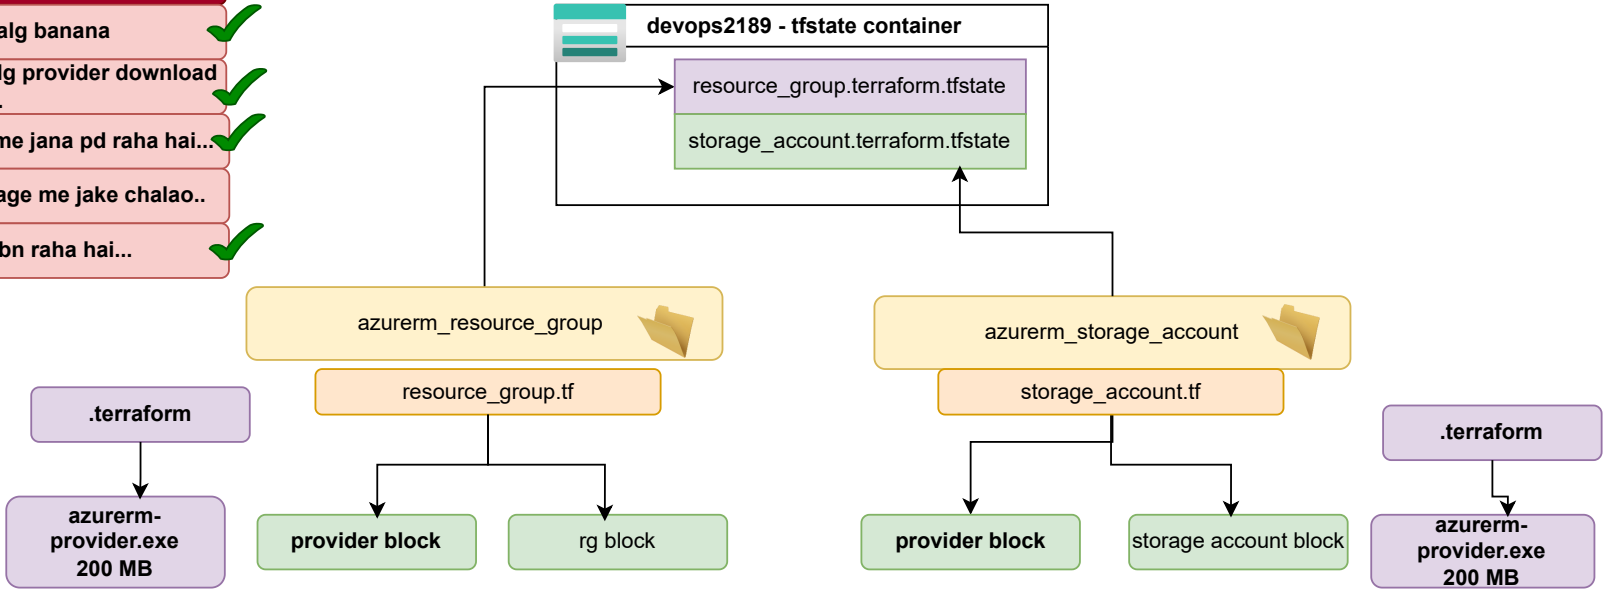 alg banana
lg provider download
.
me jana pd raha hai...
age me jake chalao..
bn raha hai...
devops2189 - tfstate container
resource_group.terraform.tfstate
storage_account.terraform.tfstate
azurerm_resource_group
azurerm_storage_account
resource_group.tf
storage_account.tf
.terraform
.terraform
azurerm-
provider.exe
200 MB
provider block
rg block
provider block
storage account block
azurerm-
provider.exe
200 MB